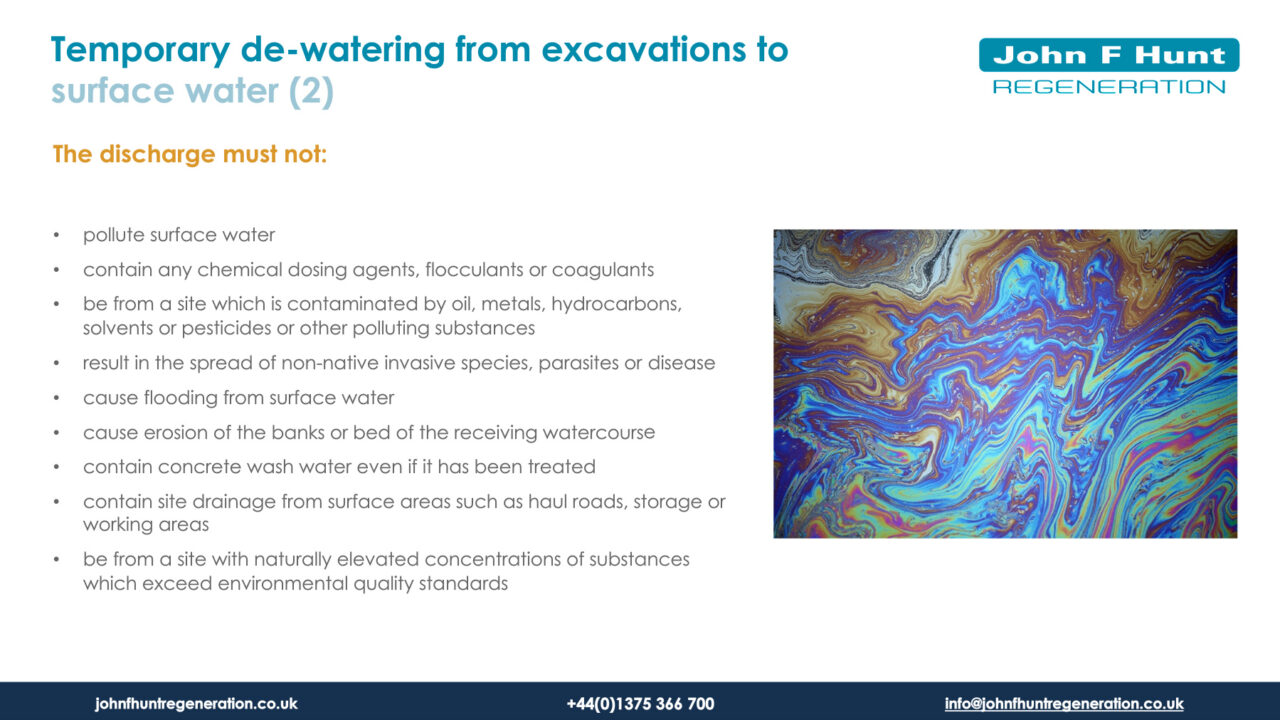 Temporary de-watering from excavations to
surface water (2)
John F Hunt
REGENERATION
The discharge must not:
• pollute surface water
• contain any chemical dosing agents, flocculants or coagulants
• be from a site which is contaminated by oil, metals, hydrocarbons,
solvents or pesticides or other polluting substances
• result in the spread of non-native invasive species, parasites or disease
• cause flooding from surface water
• cause erosion of the banks or bed of the receiving watercourse
• contain concrete wash water even if it has been treated
• contain site drainage from surface areas such as haul roads, storage or
working areas
• be from a site with naturally elevated concentrations of substances
which exceed environmental quality standards
johnfhuntregeneration.co.uk
+44(0)1375 366 700
info@johnfhuntregeneration.co.uk